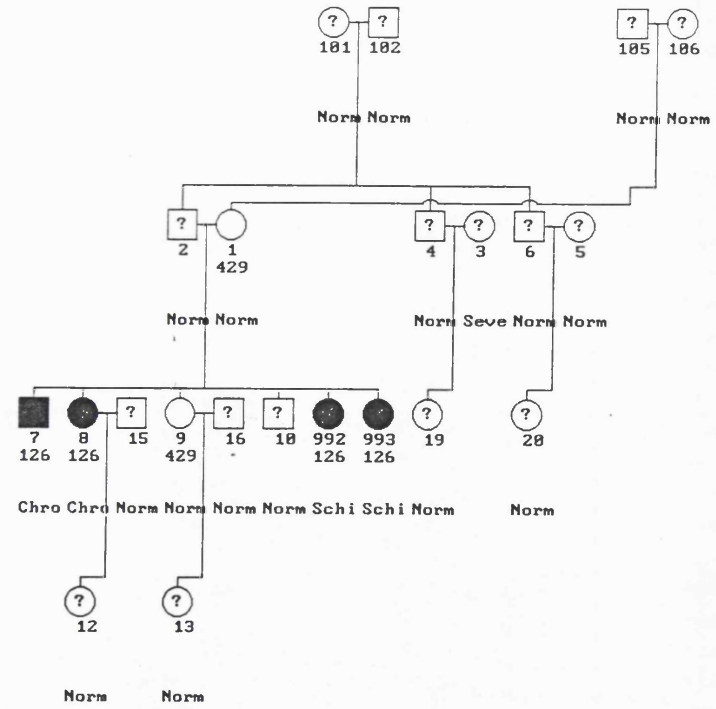 ? ? ? ?
101 102 105 106
Norm Norm Norm Norm
? ? ? ? ?
2 1 4 3 6 5
429
Norm Norm Norm Seve Norm Norm
? ? ? ? ? ?
7 8 15 9 16 10 992 993 19 20
126 126 429 126 126
Chro Chro Norm Norm Norm Norm Schi Schi Norm Norm
? ?
12 13
Norm Norm